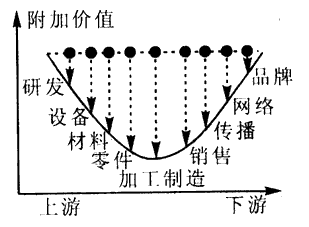 附加价值
研发
设备
材料
零件
加工制造
销售
传播
网络
品牌
上游
下游